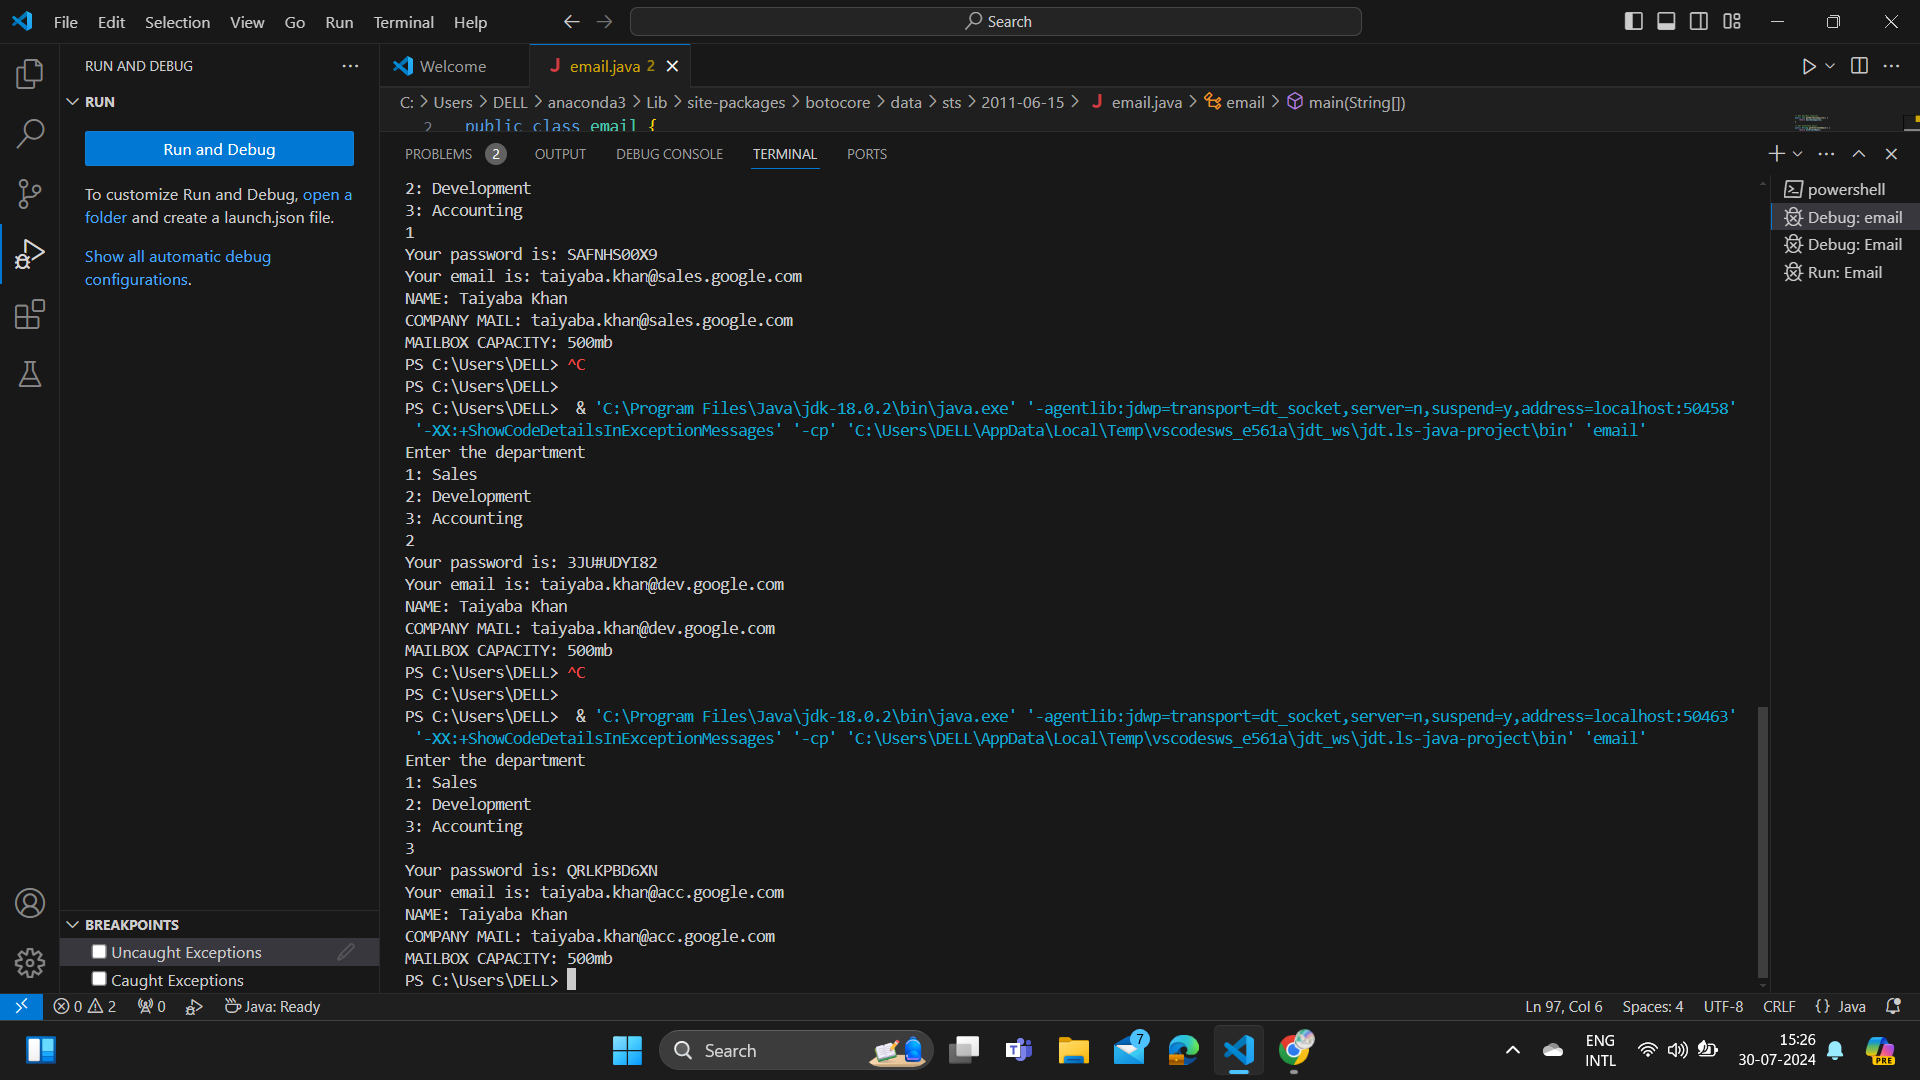 File Edit Selection View Go Run Terminal Help
Search
RUN AND DEBUG
RUN
Run and Debug
To customize Run and Debug, open a
folder and create a launch.json file.
Show all automatic debug
configurations.
BREAKPOINTS
Uncaught Exceptions
Caught Exceptions
Welcome
J email.java 2
C: > Users > DELL > anaconda3 > Lib > site-packages > botocore > data > sts > 2011-06-15 > J email.java > email > main(String[])
2 public class email {
PROBLEMS 2 OUTPUT DEBUG CONSOLE TERMINAL PORTS
2: Development
3: Accounting
1
Your password is: SAFNHS00X9
Your email is: taiyaba.khan@sales.google.com
NAME: Taiyaba Khan
COMPANY MAIL: taiyaba.khan@sales.google.com
MAILBOX CAPACITY: 500mb
PS C:\Users\DELL> ^C
PS C:\Users\DELL>
PS C:\Users\DELL>  & 'C:\Program Files\Java\jdk-18.0.2\bin\java.exe' '-agentlib:jdwp=transport=dt_socket,server=n,suspend=y,address=localhost:50458'
'-XX:+ShowCodeDetailsInExceptionMessages' '-cp' 'C:\Users\DELL\AppData\Local\Temp\vscodesws_e561a\jdt_ws\jdt.ls-java-project\bin' 'email'
Enter the department
1: Sales
2: Development
3: Accounting
2
Your password is: 3JU#UDYI82
Your email is: taiyaba.khan@dev.google.com
NAME: Taiyaba Khan
COMPANY MAIL: taiyaba.khan@dev.google.com
MAILBOX CAPACITY: 500mb
PS C:\Users\DELL> ^C
PS C:\Users\DELL>
PS C:\Users\DELL>  & 'C:\Program Files\Java\jdk-18.0.2\bin\java.exe' '-agentlib:jdwp=transport=dt_socket,server=n,suspend=y,address=localhost:50463'
'-XX:+ShowCodeDetailsInExceptionMessages' '-cp' 'C:\Users\DELL\AppData\Local\Temp\vscodesws_e561a\jdt_ws\jdt.ls-java-project\bin' 'email'
Enter the department
1: Sales
2: Development
3: Accounting
3
Your password is: QRLKPBD6XN
Your email is: taiyaba.khan@acc.google.com
NAME: Taiyaba Khan
COMPANY MAIL: taiyaba.khan@acc.google.com
MAILBOX CAPACITY: 500mb
PS C:\Users\DELL>
powershell
Debug: email
Debug: Email
Run: Email
0 2 0 Java: Ready
Ln 97, Col 6 Spaces: 4 UTF-8 CRLF {} Java
Search
7
ENG
INTL
15:26
30-07-2024
PRE